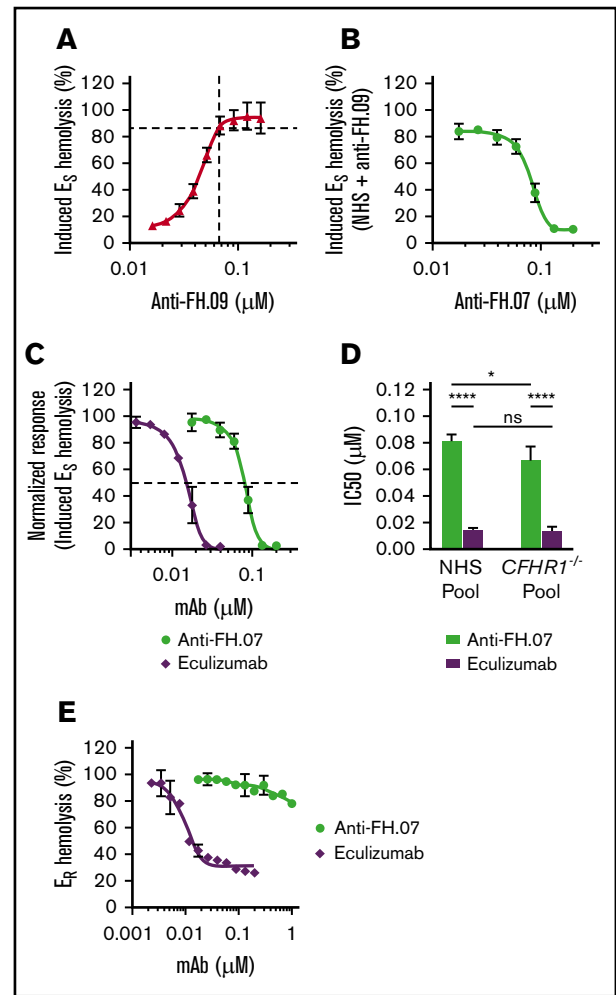 A
Induced E_S hemolysis (%)
120
100
80
60
40
20
0
0.01
0.1
Anti-FH.09 (μM)
B
Induced E_S hemolysis (%)
(NHS + anti-FH.09)
120
100
80
60
40
20
0
0.01
0.1
Anti-FH.07 (μM)
C
Normalized response
(Induced E_S hemolysis)
120
100
80
60
40
20
0
0.01
0.1
mAb (μM)
Anti-FH.07
Eculizumab
D
IC50 (μM)
0.12
0.10
0.08
0.06
0.04
0.02
0.00
*
**** ****
ns
NHS Pool
CFHR1-/- Pool
Anti-FH.07
Eculizumab
E
E_R hemolysis (%)
120
100
80
60
40
20
0
0.001 0.01 0.1 1
mAb (μM)
Anti-FH.07
Eculizumab